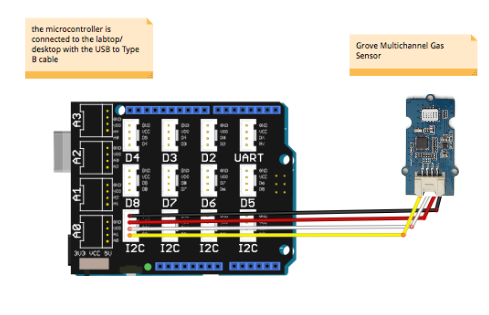 the microcontroller is
connected to the labtop/
desktop with the USB to Type
B cable
Grove Multichannel Gas
Sensor
A3
A2
A1
A0
D4 D3 D2 UART
D8 D7 D6 D5
I2C I2C I2C I2C
3V3 VCC 5V